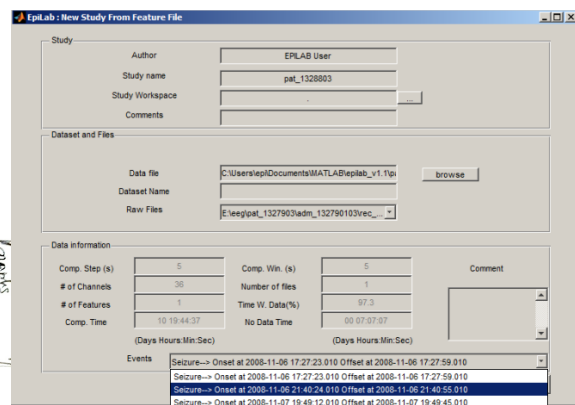 EpiLab : New Study From Feature File
Study
Author EPILAB User
Study name pat_1328803
Study Workspace . ...
Comments
Dataset and Files
Data file C:\Users\epi\Documents\MATLAB\epilab_v1.1\p browse
Dataset Name
Raw Files E:\eeg\pat_1327903\adm_132790103\rec_...
Data information
Comp. Step (s) 5 Comp. Win. (s) 5 Comment
# of Channels 36 Number of files 1
# of Features 1 Time W. Data(%) 97.3
Comp. Time 10 19:44:37 No Data Time 00 07:07:07
(Days Hours:Min:Sec) (Days Hours:Min:Sec)
Events Seizure--> Onset at 2008-11-06 17:27:23.010 Offset at 2008-11-06 17:27:59.010
Seizure--> Onset at 2008-11-06 17:27:23.010 Offset at 2008-11-06 17:27:59.010
Seizure--> Onset at 2008-11-06 21:40:24.010 Offset at 2008-11-06 21:40:55.010
Seizure--> Onset at 2008-11-07 19:49:12.010 Offset at 2008-11-07 19:49:45.010